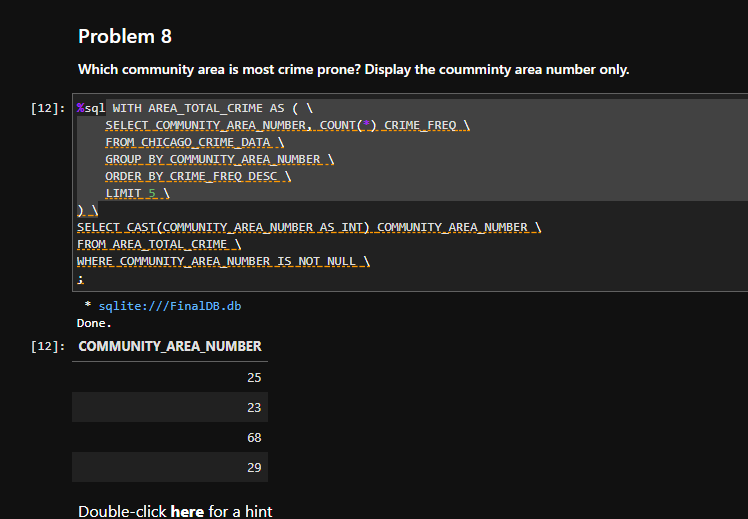 Problem 8
Which community area is most crime prone? Display the coumminty area number only.
[12]: %sql WITH AREA_TOTAL_CRIME AS ( \
SELECT COMMUNITY_AREA_NUMBER, COUNT(*) CRIME_FREQ \
FROM CHICAGO_CRIME_DATA \
GROUP BY COMMUNITY_AREA_NUMBER \
ORDER BY CRIME_FREQ DESC \
LIMIT 5 \
) \
SELECT CAST(COMMUNITY_AREA_NUMBER AS INT) COMMUNITY_AREA_NUMBER \
FROM AREA_TOTAL_CRIME \
WHERE COMMUNITY_AREA_NUMBER IS NOT NULL \
;
* sqlite:///FinalDB.db
Done.
[12]: COMMUNITY_AREA_NUMBER
25
23
68
29
Double-click here for a hint